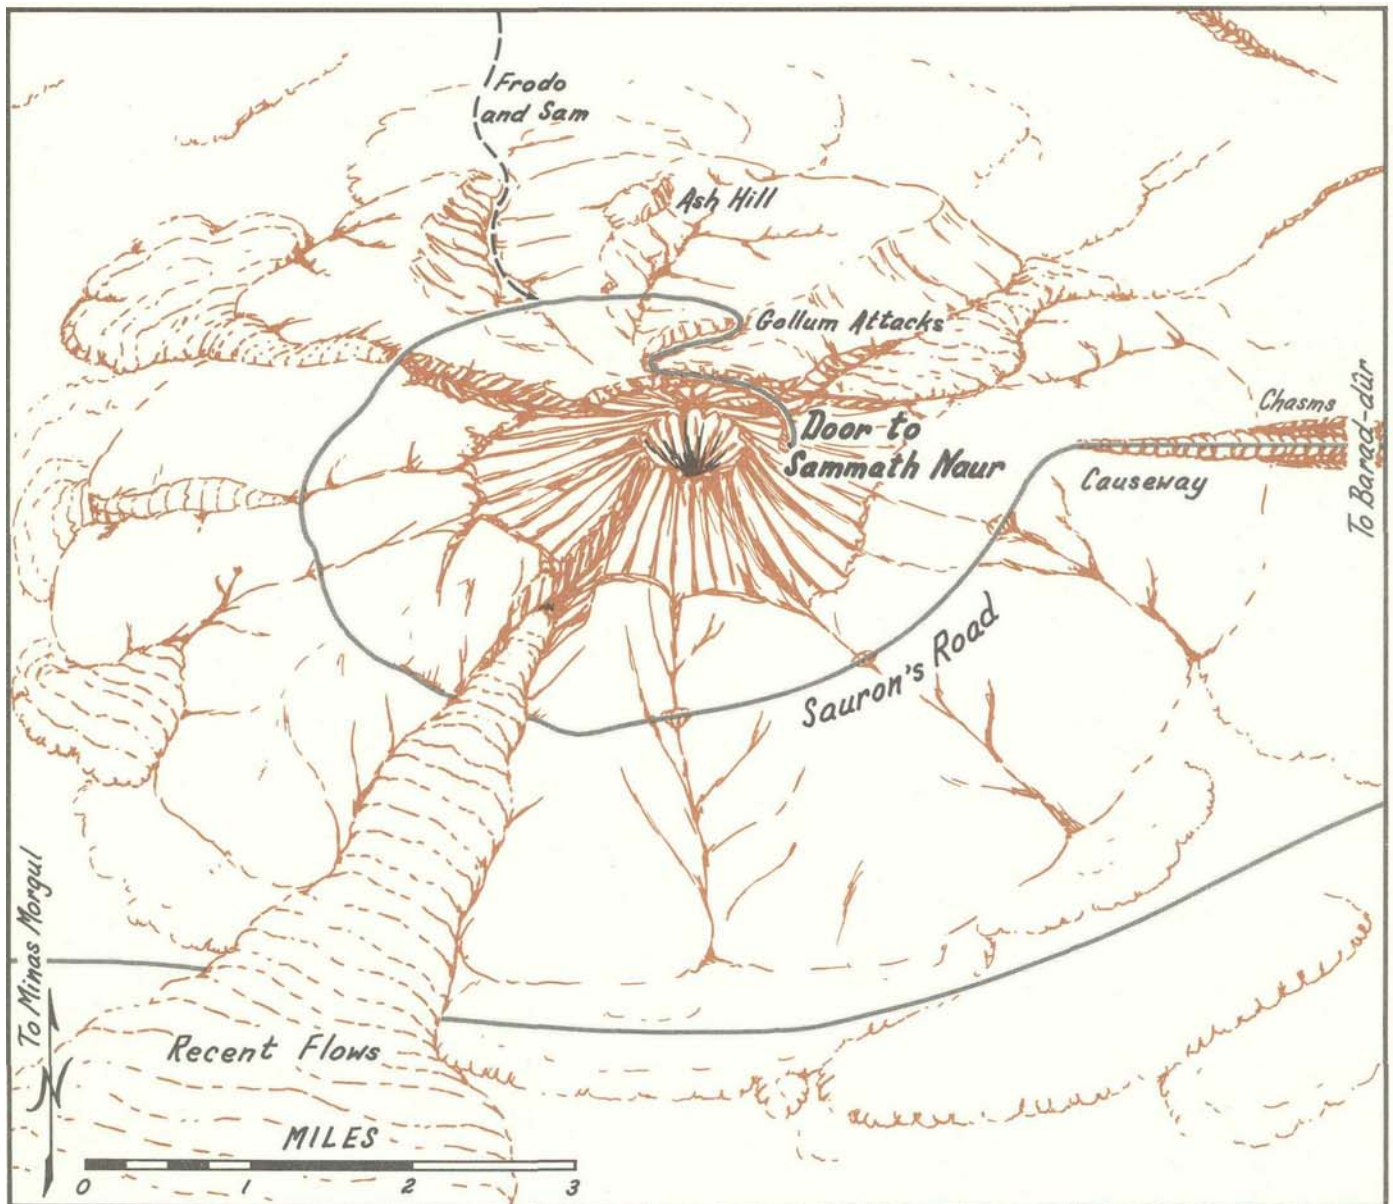 Frodo
and Sam
Ash Hill
Gollum Attacks
Door to
Sammath Naur
Chasms
Causeway
To Barad-dûr
Sauron's Road
To Minas Morgul
N
Recent Flows
MILES
0 1 2 3